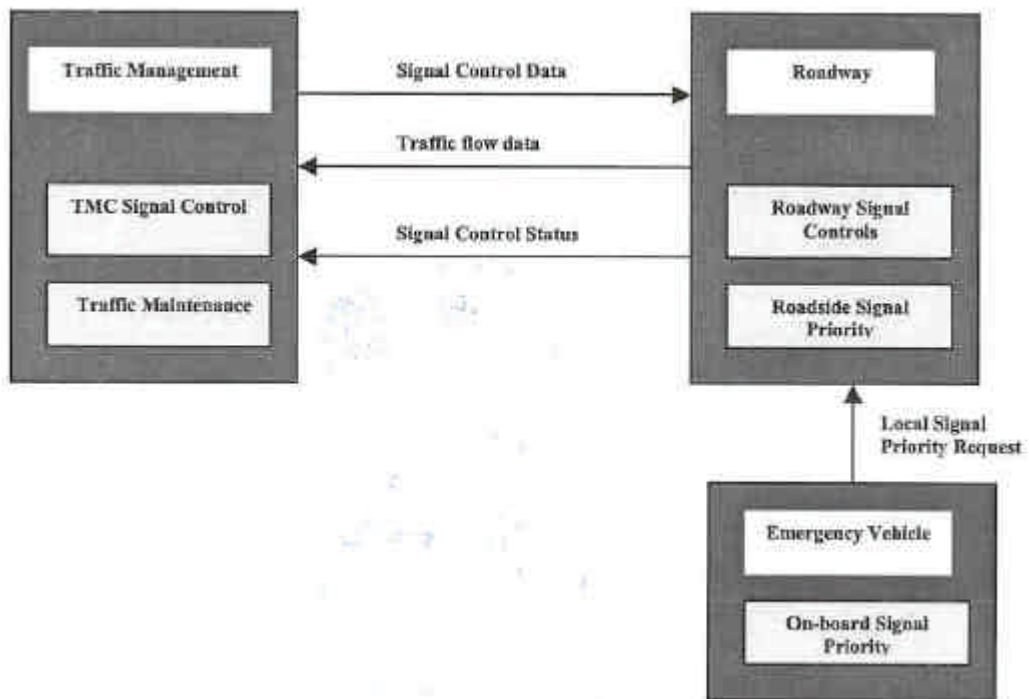 Traffic Management
Signal Control Data
Roadway
Traffic flow data
TMC Signal Control
Signal Control Status
Roadway Signal
Controls
Traffic Maintenance
Roadside Signal
Priority
Local Signal
Priority Request
Emergency Vehicle
On-board Signal
Priority